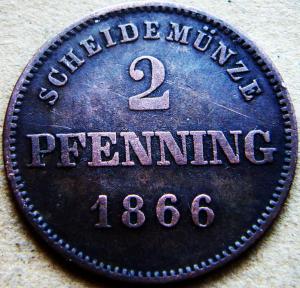 SCHEIDEMÜNZE
2
PFENNING
1866